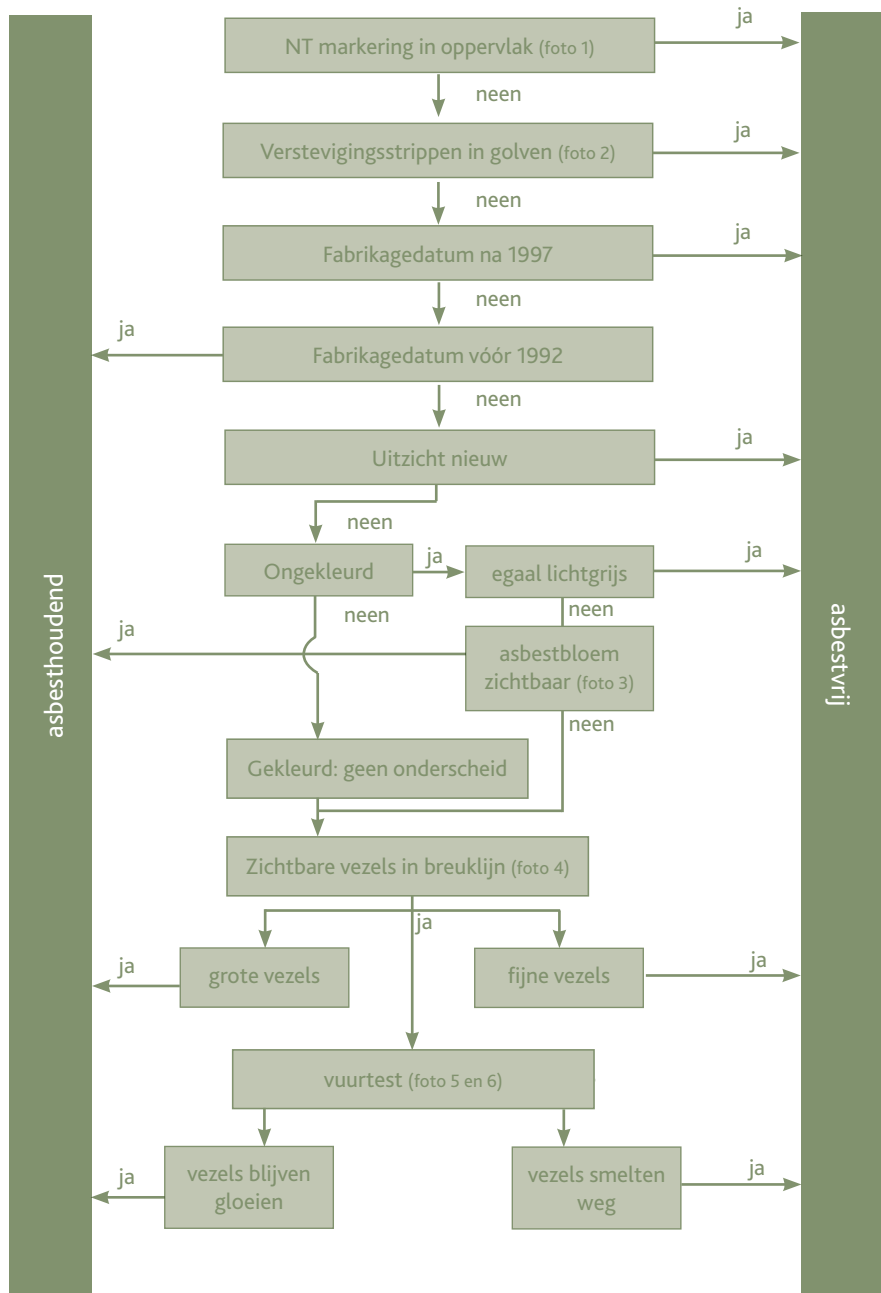 ja
NT markering in oppervlak (foto 1)
neen
ja
Verstevigingsstrippen in golven (foto 2)
neen
ja
Fabrikagedatum na 1997
neen
ja
Fabrikagedatum vóór 1992
neen
ja
Uitzicht nieuw
neen
Ongekleurd
ja
egaal lichtgrijs
ja
neen
neen
ja
asbestbloem
zichtbaar (foto 3)
neen
Gekleurd: geen onderscheid
Zichtbare vezels in breuklijn (foto 4)
ja
ja
grote vezels
fijne vezels
ja
vuurtest (foto 5 en 6)
ja
vezels blijven
gloeien
vezels smelten
weg
ja
asbesthoudend
asbestvrij